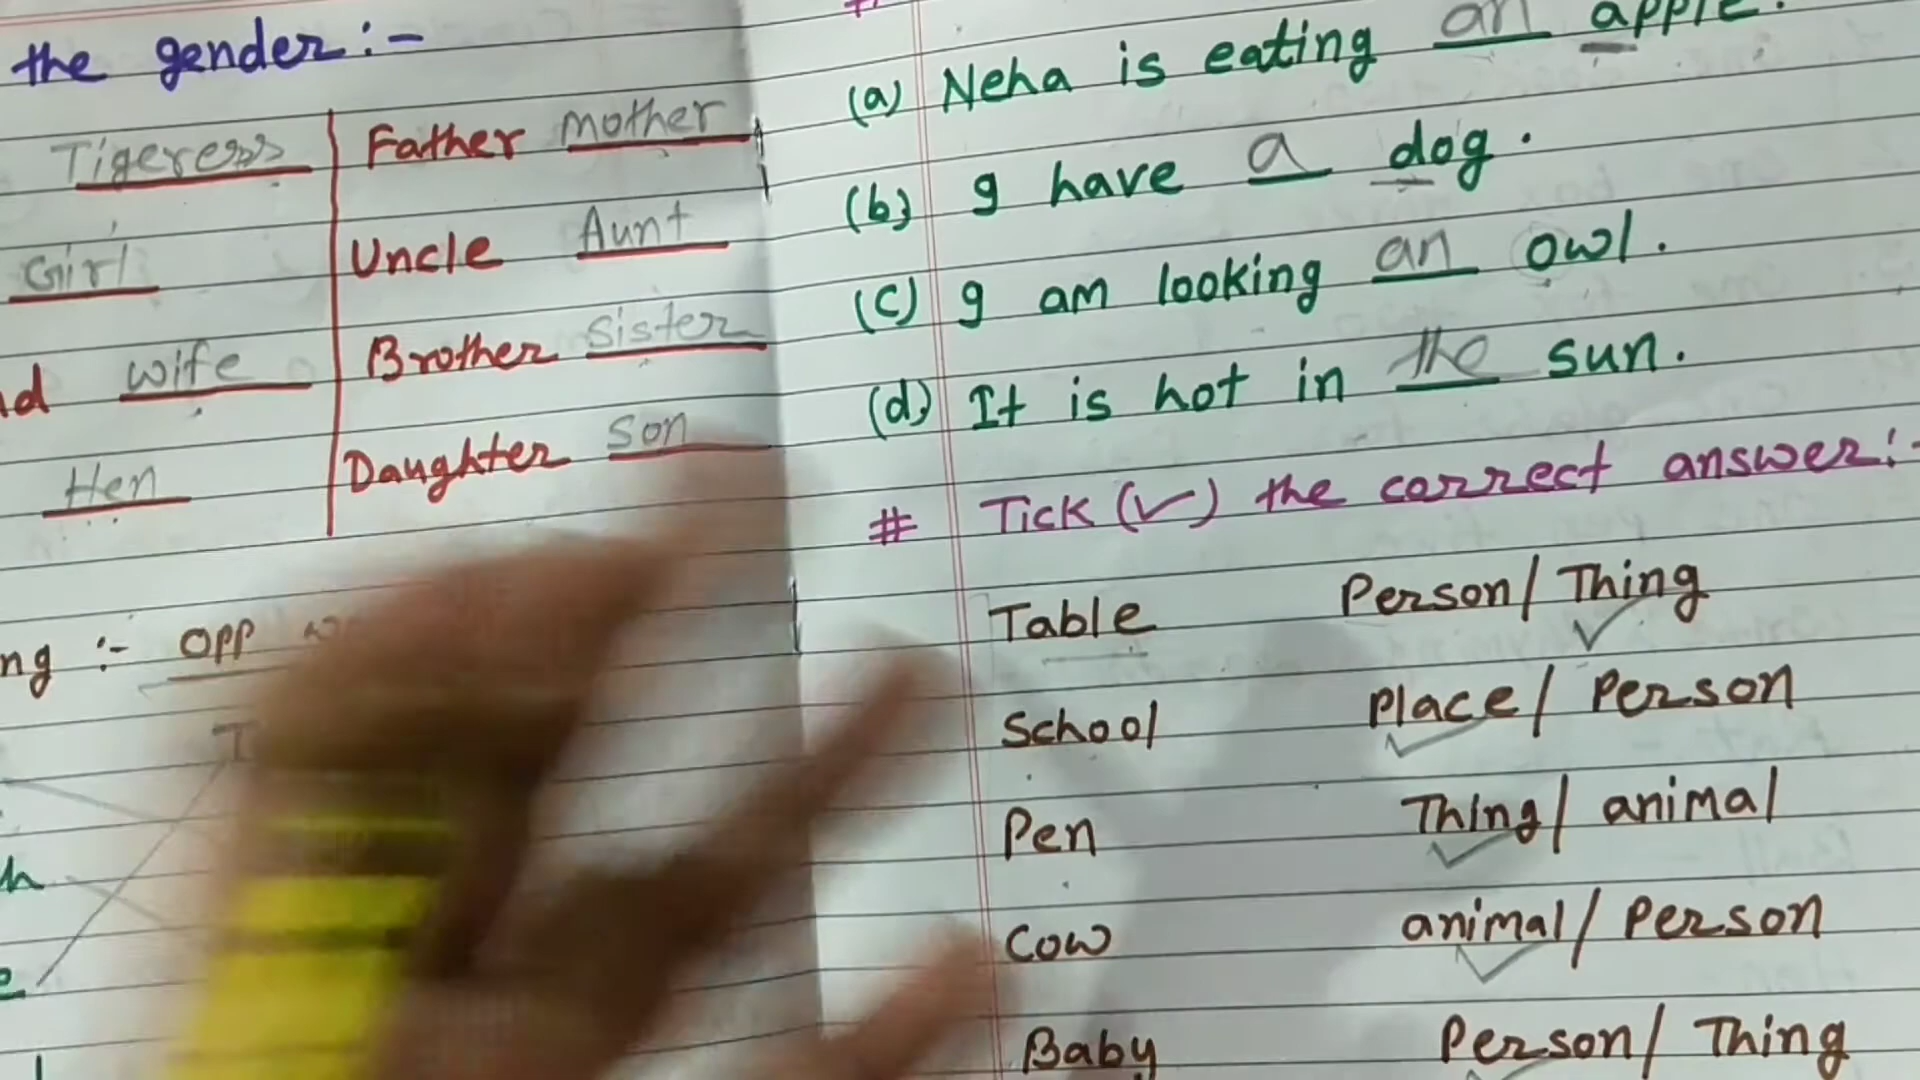 the gender:-
Tigeress Father mother
Girl Uncle Aunt
nd wife Brother Sister
Hen Daughter Son
ng :- opp
(a) Neha is eating an apple.
(b) I have a dog.
(c) I am looking an owl.
(d) It is hot in the sun.
# Tick (✓) the correct answer:-
Table Person/ Thing ✓
School Place/ Person ✓
Pen Thing/ animal ✓
Cow animal/ Person ✓
Baby Person/ Thing ✓